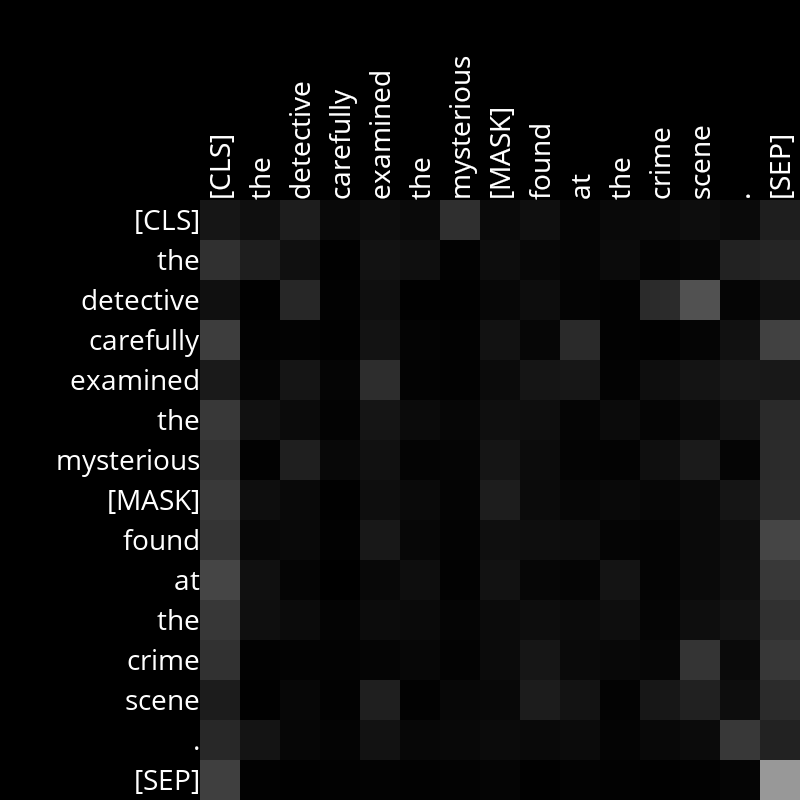 [CLS] the detective carefully examined the mysterious [MASK] found at the crime scene . [SEP]
[CLS]
the
detective
carefully
examined
the
mysterious
[MASK]
found
at
the
crime
scene
.
[SEP]